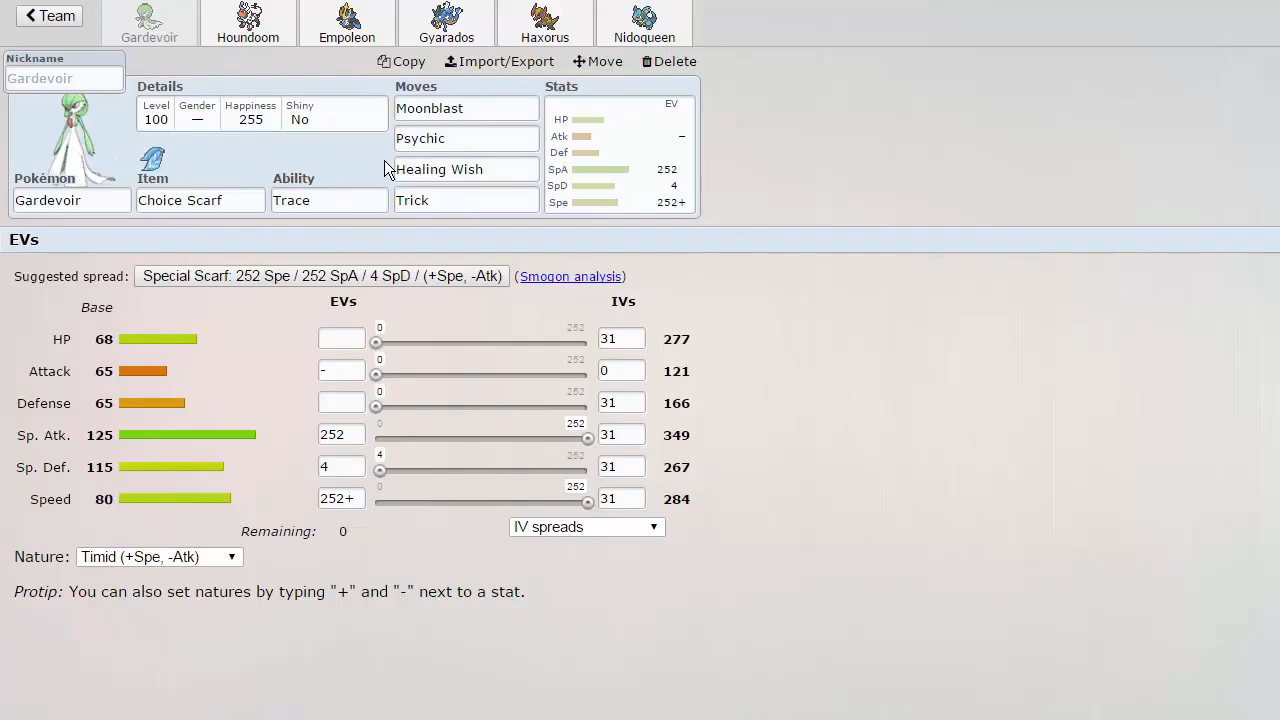 Team
Gardevoir Houndoom Empoleon Gyarados Haxorus Nidoqueen
Copy Import/Export Move Delete
Nickname
Gardevoir
Details Moves Stats
Level Gender Happiness Shiny
100 — 255 No
Moonblast
Psychic
Healing Wish
Trick
EV
HP
Atk –
Def
SpA 252
SpD 4
Spe 252+
Pokémon Item Ability
Gardevoir Choice Scarf Trace
EVs
Suggested spread: Special Scarf: 252 Spe / 252 SpA / 4 SpD / (+Spe, -Atk) (Smogon analysis)
Base EVs IVs
HP 68 0 252 31 277
Attack 65 - 0 252 0 121
Defense 65 0 252 31 166
Sp. Atk. 125 252 0 252 31 349
Sp. Def. 115 4 4 252 31 267
Speed 80 252+ 0 252 31 284
Remaining: 0 IV spreads
Nature: Timid (+Spe, -Atk)
Protip: You can also set natures by typing "+" and "-" next to a stat.